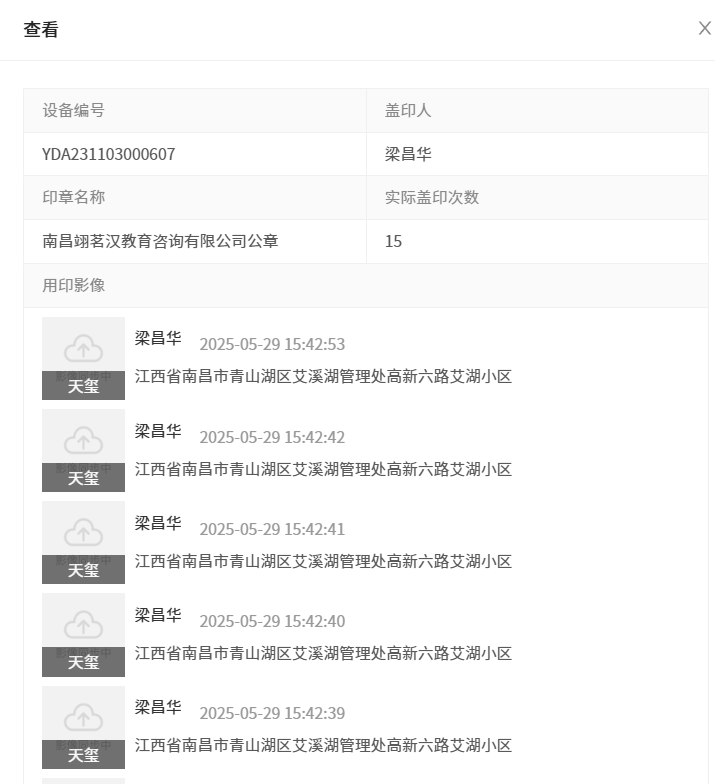 查看
设备编号 盖印人
YDA231103000607 梁昌华
印章名称 实际盖印次数
南昌翊茗汉教育咨询有限公司公章 15
用印影像
梁昌华 2025-05-29 15:42:53
天玺 江西省南昌市青山湖区艾溪湖管理处高新六路艾湖小区
梁昌华 2025-05-29 15:42:42
天玺 江西省南昌市青山湖区艾溪湖管理处高新六路艾湖小区
梁昌华 2025-05-29 15:42:41
天玺 江西省南昌市青山湖区艾溪湖管理处高新六路艾湖小区
梁昌华 2025-05-29 15:42:40
天玺 江西省南昌市青山湖区艾溪湖管理处高新六路艾湖小区
梁昌华 2025-05-29 15:42:39
天玺 江西省南昌市青山湖区艾溪湖管理处高新六路艾湖小区